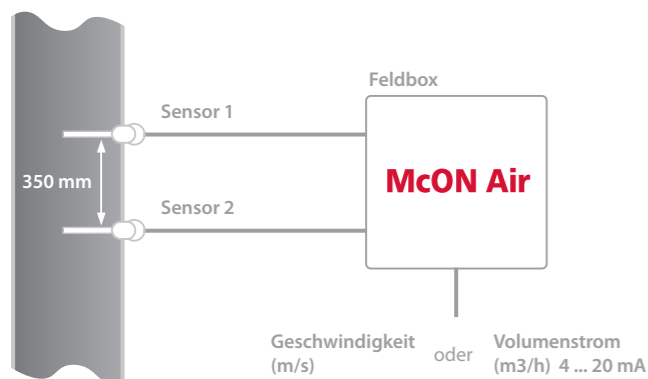 Feldbox
Sensor 1
McON Air
350 mm
Sensor 2
Geschwindigkeit
(m/s)
oder
Volumenstrom
(m3/h) 4 ... 20 mA